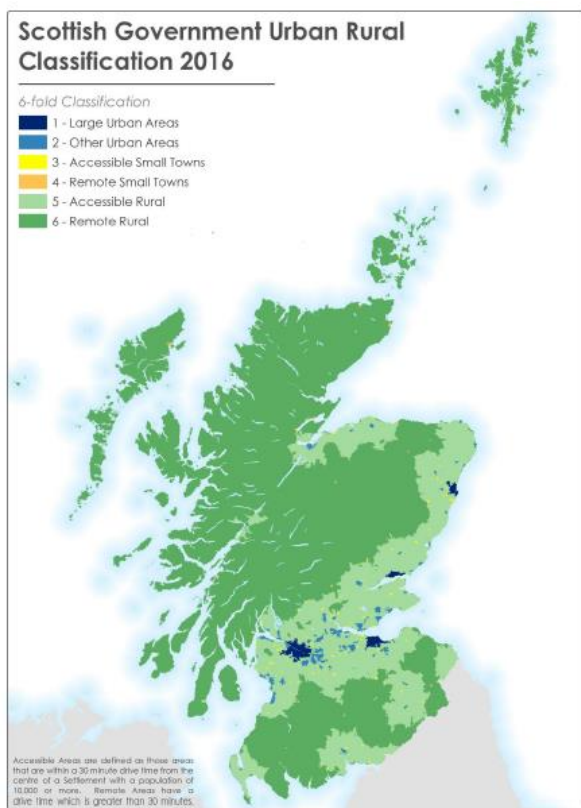 Scottish Government Urban Rural
Classification 2016
6-fold Classification
1 - Large Urban Areas
2 - Other Urban Areas
3 - Accessible Small Towns
4 - Remote Small Towns
5 - Accessible Rural
6 - Remote Rural
Accessible Areas are defined as those areas
that are within a 30 minute drive time from the
centre of a Settlement with a population of
10,000 or more. Remote Areas have a
drive time which is greater than 30 minutes.